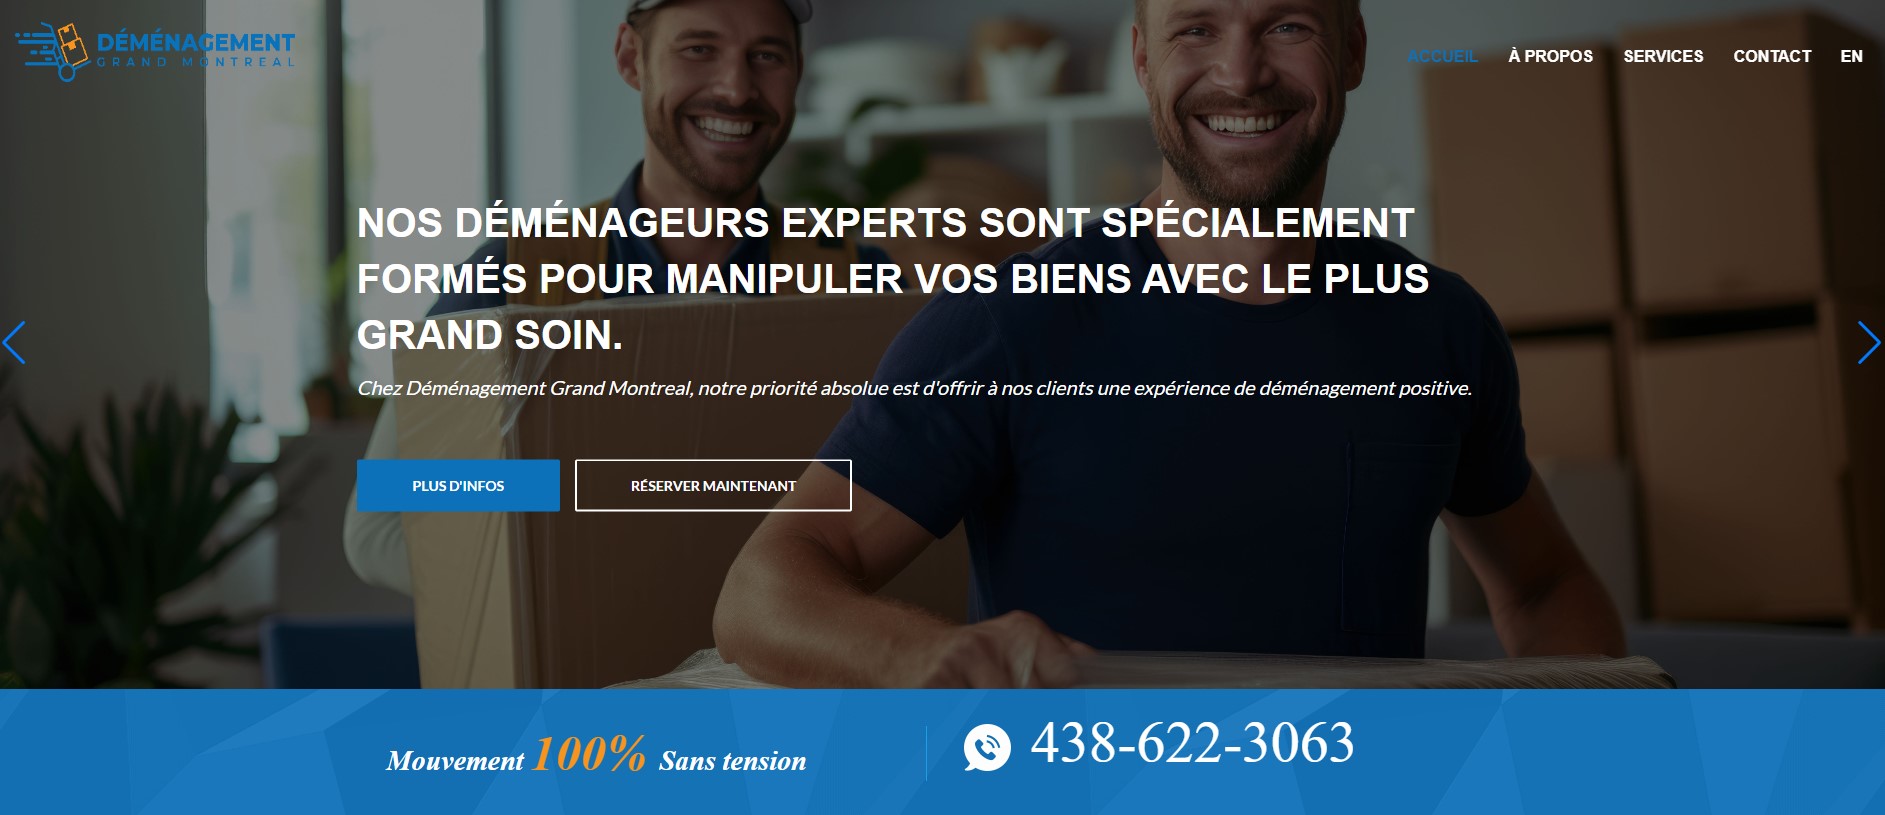 DÉMÉNAGEMENT
GRAND MONTREAL
ACCUEIL À PROPOS SERVICES CONTACT EN
NOS DÉMÉNAGEURS EXPERTS SONT SPÉCIALEMENT
FORMÉS POUR MANIPULER VOS BIENS AVEC LE PLUS
GRAND SOIN.
Chez Déménagement Grand Montreal, notre priorité absolue est d'offrir à nos clients une expérience de déménagement positive.
PLUS D'INFOS RÉSERVER MAINTENANT
Mouvement 100% Sans tension 438-622-3063